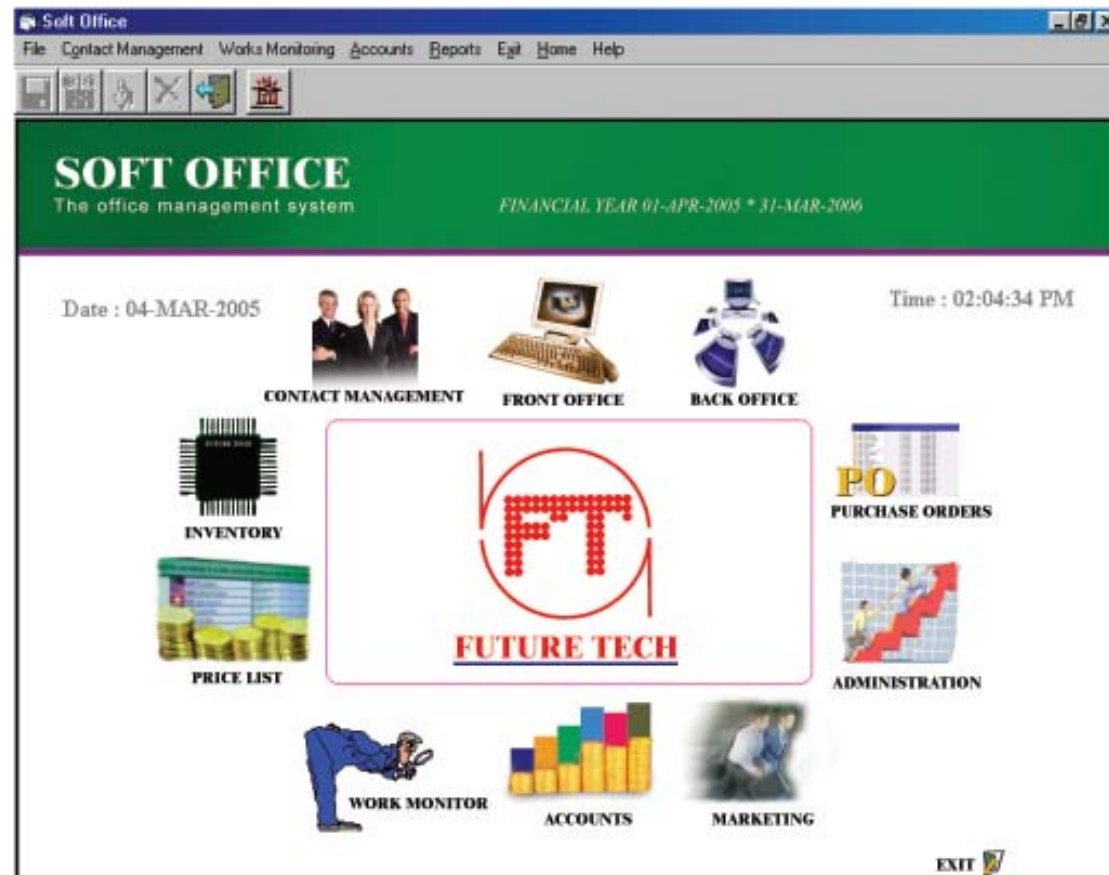 Soft Office
File Contact Management Works Monitoring Accounts Reports Exit Home Help
SOFT OFFICE
The office management system
FINANCIAL YEAR 01-APR-2005 * 31-MAR-2006
Date : 04-MAR-2005
Time : 02:04:34 PM
CONTACT MANAGEMENT
FRONT OFFICE
BACK OFFICE
FUTURE TECH
INVENTORY
PO
PURCHASE ORDERS
FT
FUTURE TECH
PRICE LIST
ADMINISTRATION
WORK MONITOR
ACCOUNTS
MARKETING
EXIT